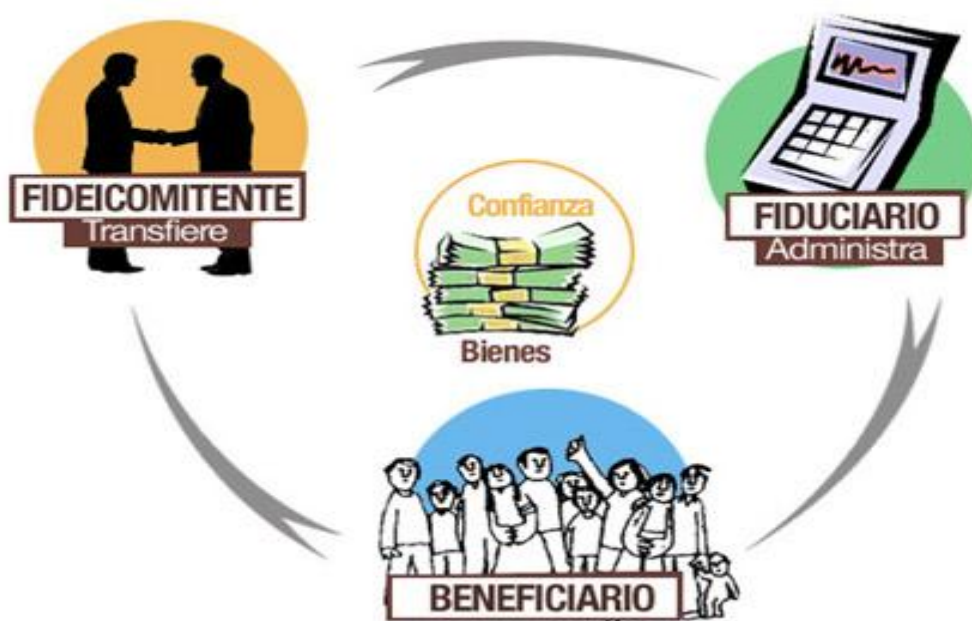 FIDEICOMITENTE
Transfiere
FIDUCIARIO
Administra
Confianza
Bienes
BENEFICIARIO